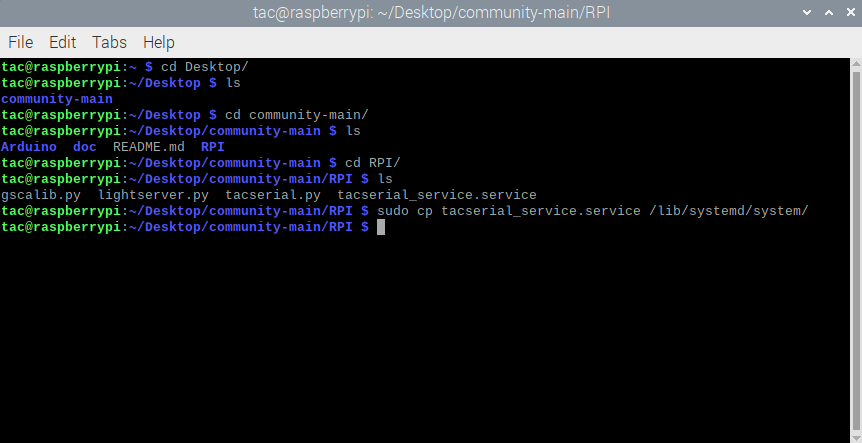 tac@raspberrypi: ~/Desktop/community-main/RPI
File Edit Tabs Help
tac@raspberrypi:~ $ cd Desktop/
tac@raspberrypi:~/Desktop $ ls
community-main
tac@raspberrypi:~/Desktop $ cd community-main/
tac@raspberrypi:~/Desktop/community-main $ ls
Arduino  doc  README.md  RPI
tac@raspberrypi:~/Desktop/community-main $ cd RPI/
tac@raspberrypi:~/Desktop/community-main/RPI $ ls
gscalib.py  lightserver.py  tacserial.py  tacserial_service.service
tac@raspberrypi:~/Desktop/community-main/RPI $ sudo cp tacserial_service.service /lib/systemd/system/
tac@raspberrypi:~/Desktop/community-main/RPI $